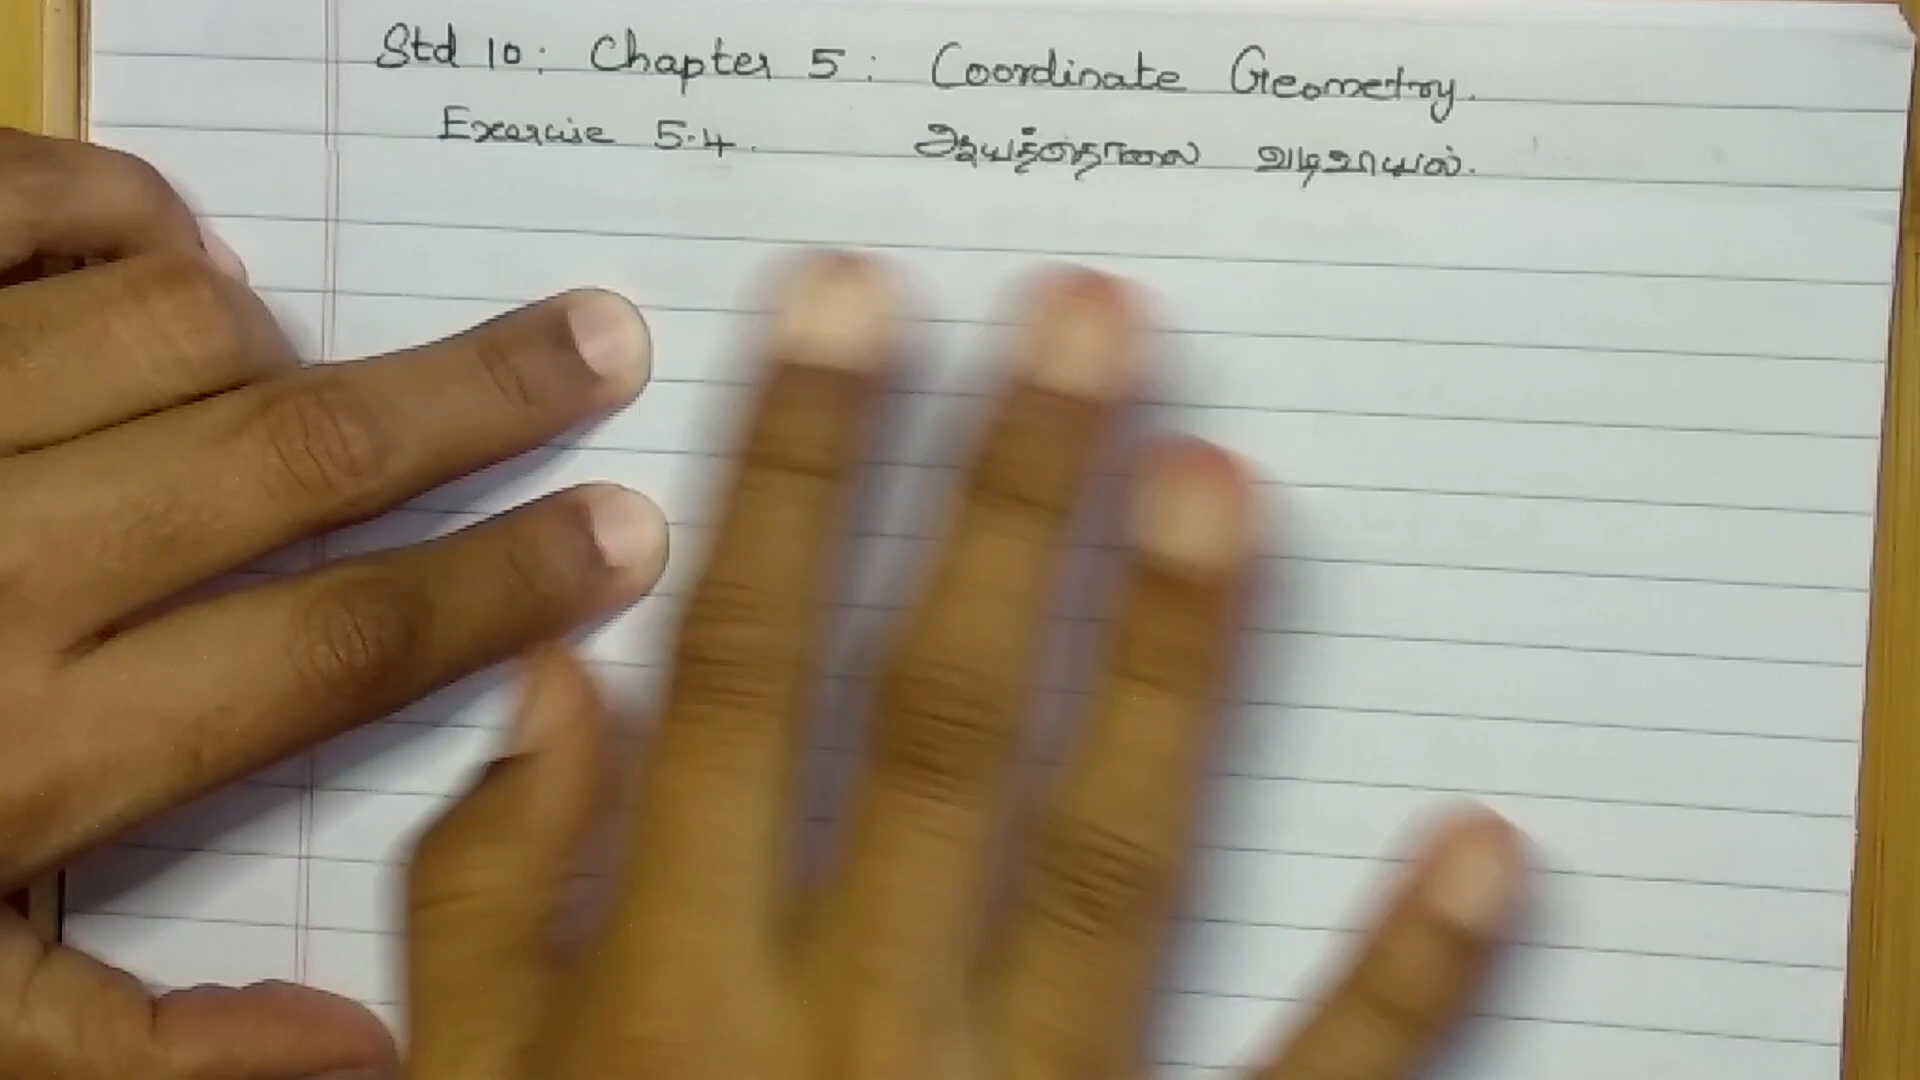 Std 10: Chapter 5: Coordinate Geometry.
Exercise 5.4. ஆயத்தொலை வடிவியல்.